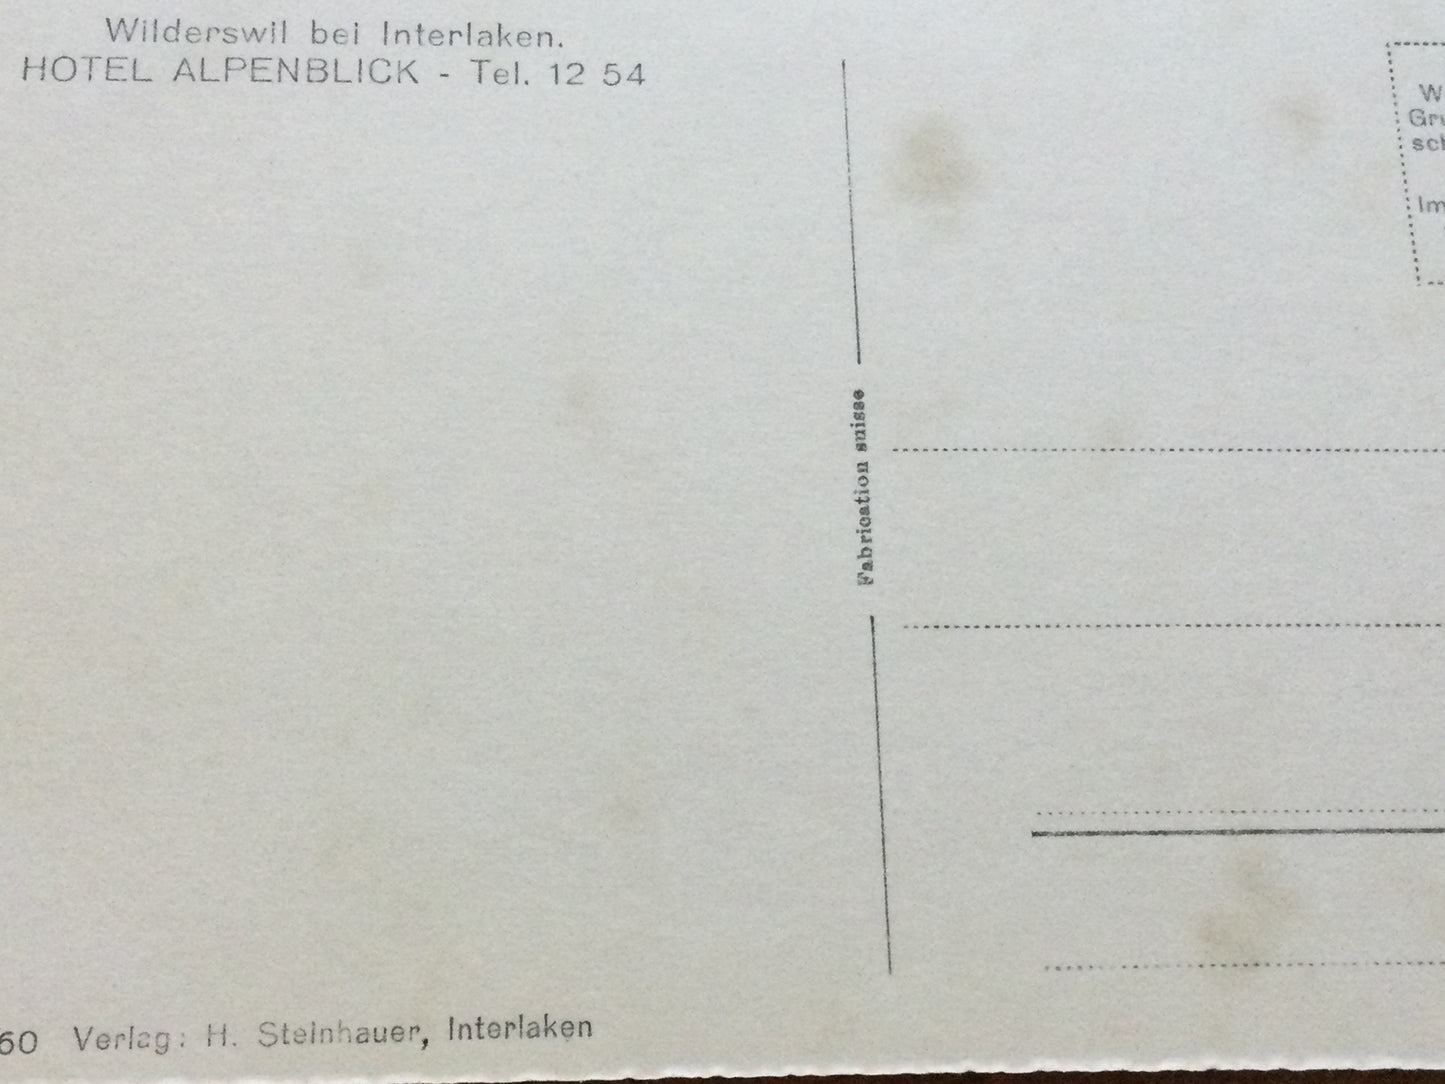 Wilderswil bei Interlaken.
HOTEL ALPENBLICK - Tel. 12 54
Fabrication suisse
60 Verlag: H. Steinhauer, Interlaken